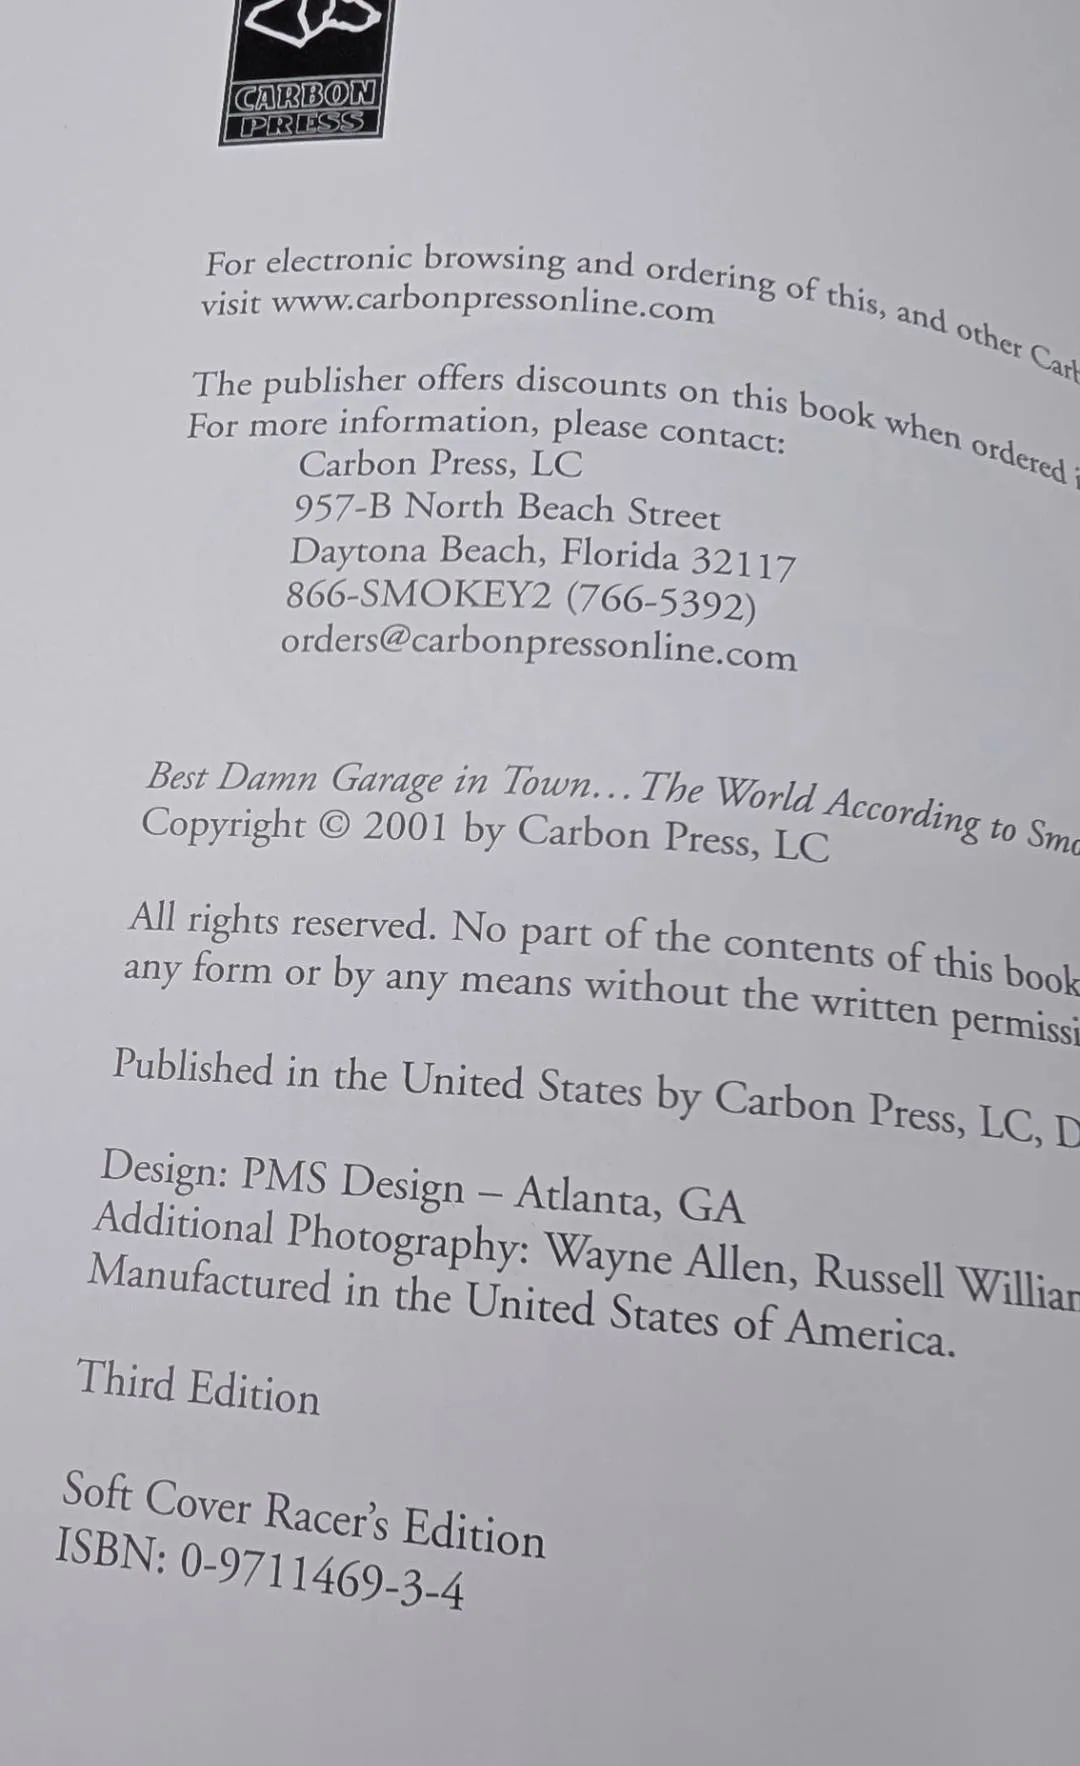 CARBON
PRESS
For electronic browsing and ordering of this, and other
visit www.carbonpressonline.com
The publisher offers discounts on this book when ordered
For more information, please contact:
Carbon Press, LC
957-B North Beach Street
Daytona Beach, Florida 32117
866-SMOKEY2 (766-5392)
orders@carbonpressonline.com
Best Damn Garage in Town... The World According to
Copyright © 2001 by Carbon Press, LC
All rights reserved. No part of the contents of this book
any form or by any means without the written
Published in the United States by Carbon Press, LC,
Design: PMS Design – Atlanta, GA
Additional Photography: Wayne Allen, Russell
Manufactured in the United States of America.
Third Edition
Soft Cover Racer's Edition
ISBN: 0-9711469-3-4